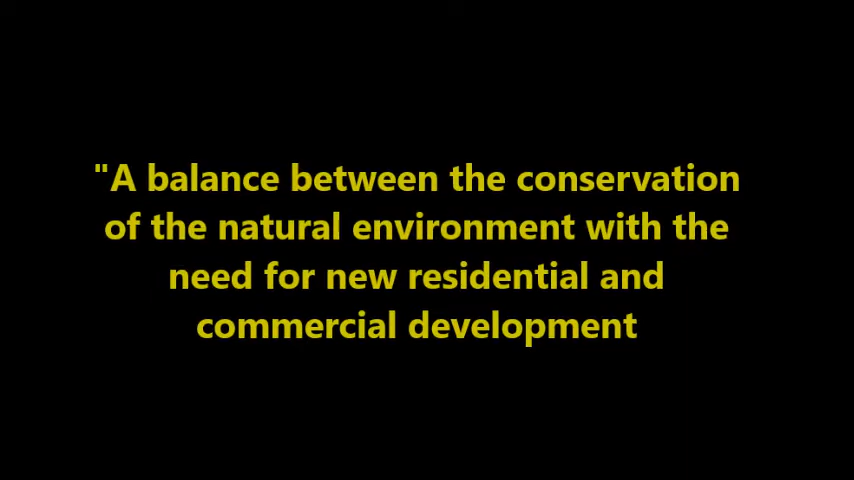 "A balance between the conservation
of the natural environment with the
need for new residential and
commercial development